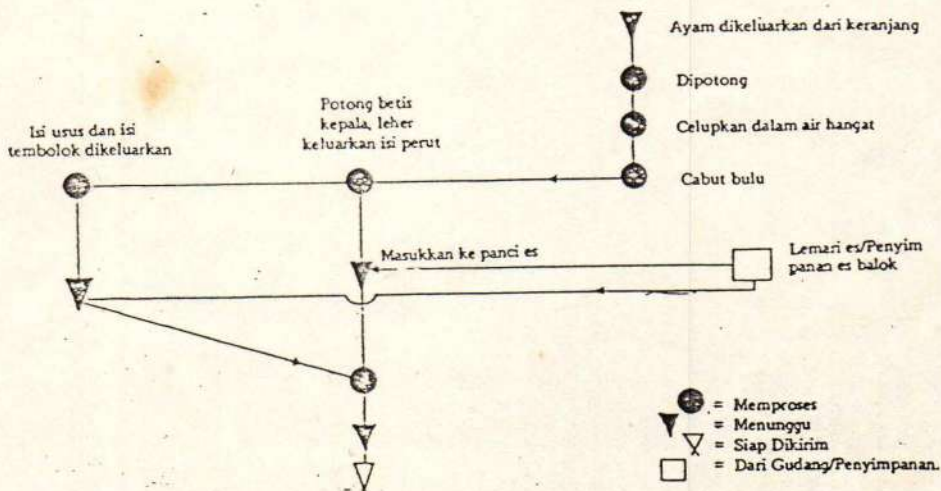 Ayam dikeluarkan dari keranjang
Dipotong
Potong betis
kepala, leher
keluarkan isi perut
Isi usus dan isi
tembolok dikeluarkan
Celupkan dalam air hangat
Cabut bulu
Masukkan ke panci es
Lemari es/Penyim
panan es balok
= Memproses
= Menunggu
= Siap Dikirim
= Dari Gudang/Penyimpanan.